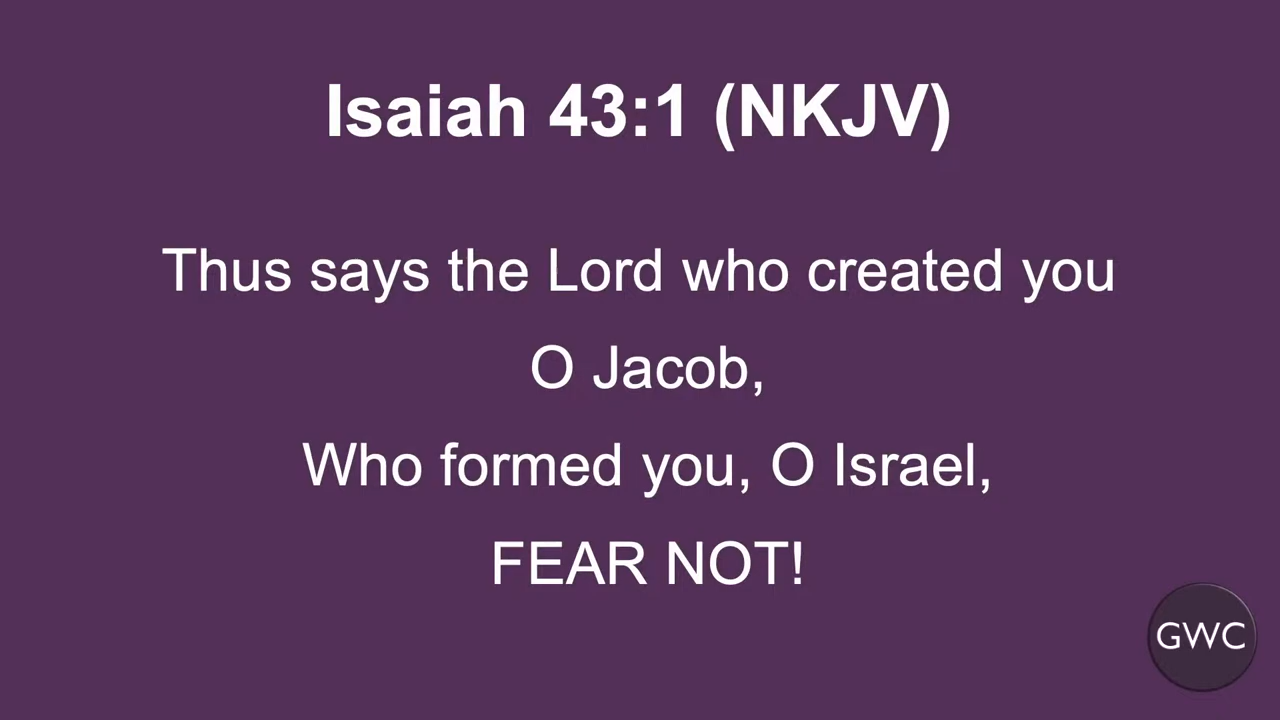 Isaiah 43:1 (NKJV)
Thus says the Lord who created you
O Jacob,
Who formed you, O Israel,
FEAR NOT!
GWC